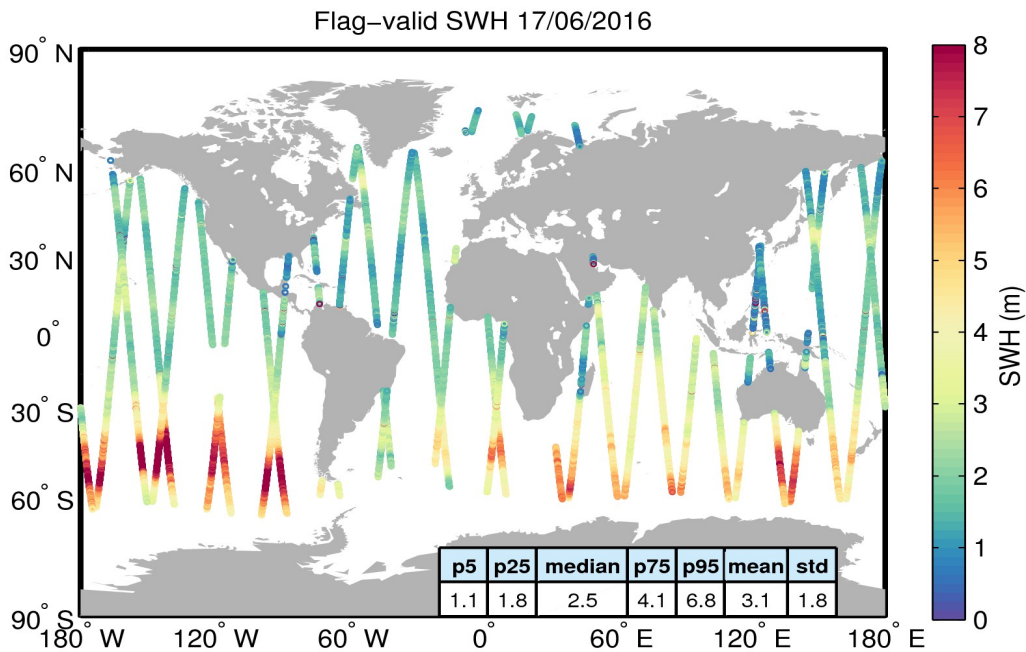 Flag−valid SWH 17/06/2016
90° N
60° N
30° N
0°
30° S
60° S
90° S
180° W
120° W
60° W
0°
60° E
120° E
180° E
p5 p25 median p75 p95 mean std
1.1 1.8 2.5 4.1 6.8 3.1 1.8
8
7
6
5
4
3
2
1
0
SWH (m)